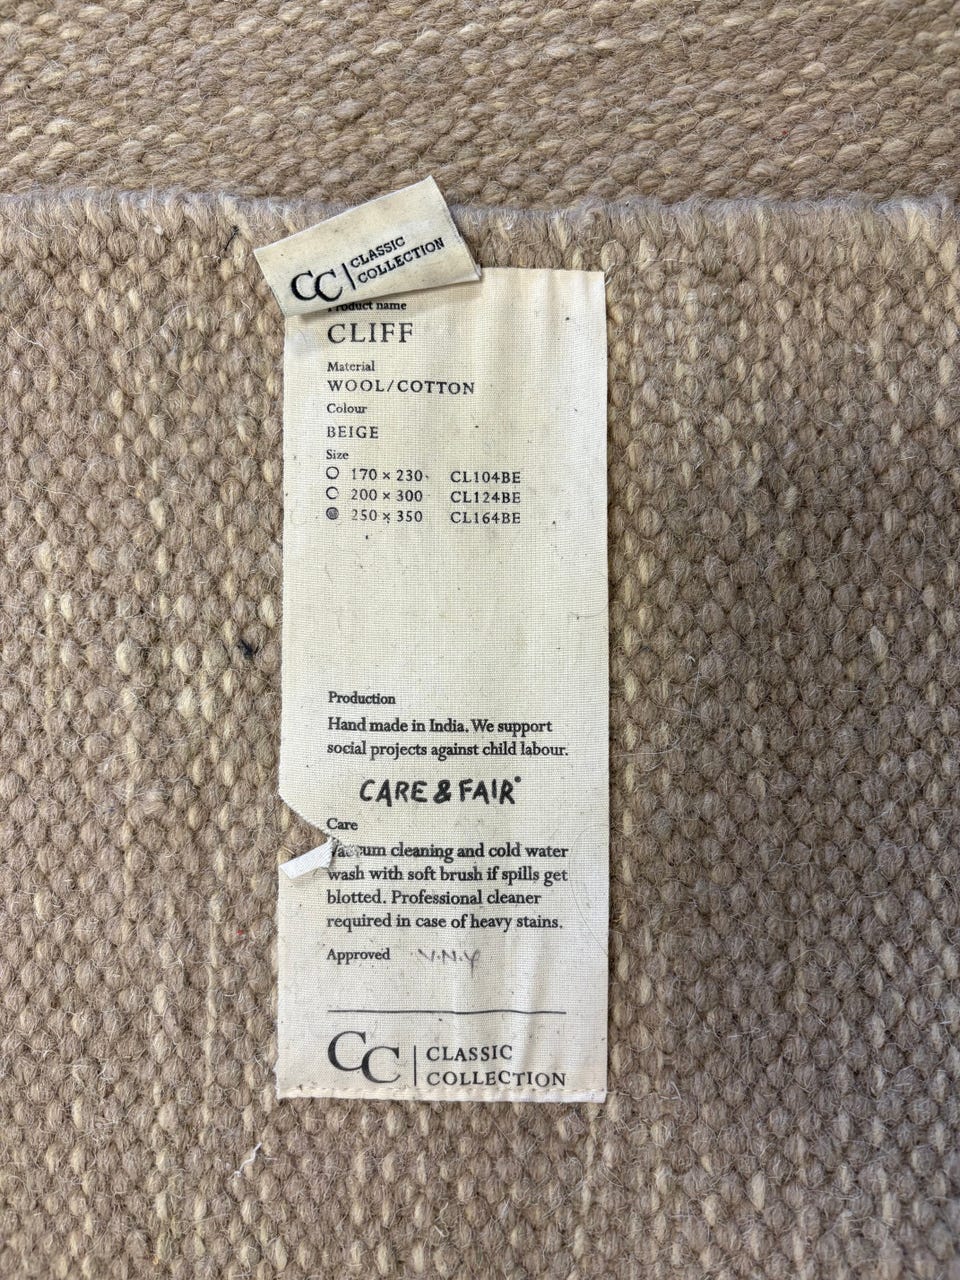 CC | CLASSIC
COLLECTION
Product name
CLIFF
Material
WOOL/COTTON
Colour
BEIGE
Size
170 × 230 CL104BE
200 × 300 CL124BE
250 × 350 CL164BE
Production
Hand made in India. We support
social projects against child labour.
CARE & FAIR®
Care
Vacuum cleaning and cold water
wash with soft brush if spills get
blotted. Professional cleaner
required in case of heavy stains.
Approved
CC | CLASSIC
COLLECTION